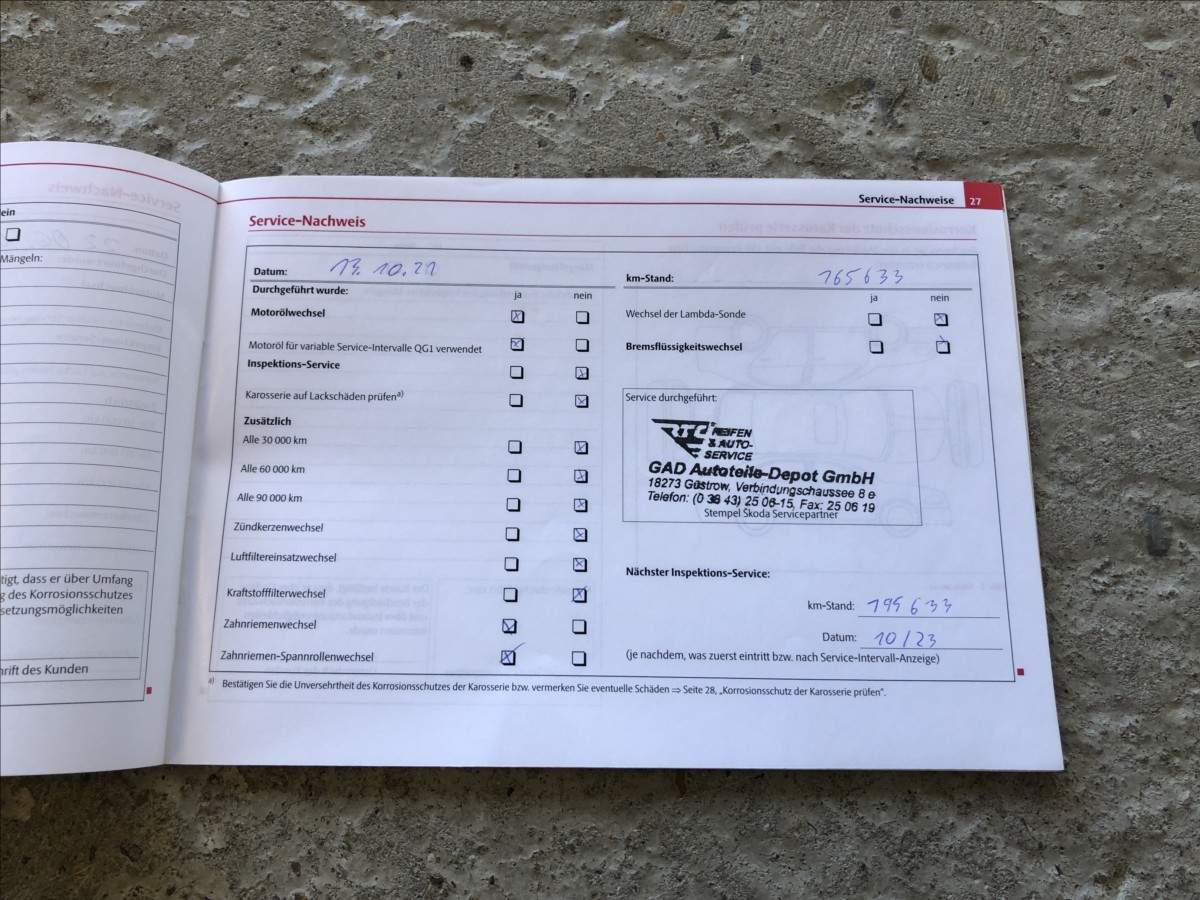 ein
Mängeln:
tigt, dass er über Umfang
g des Korrosionsschutzes
setzungsmöglichkeiten
hrift des Kunden
Service-Nachweise 27
Service-Nachweis
Datum: 13.10.21
Durchgeführt wurde: ja nein
Motorölwechsel
Motoröl für variable Service-Intervalle QG1 verwendet
Inspektions-Service
Karosserie auf Lackschäden prüfen a)
Zusätzlich
Alle 30 000 km
Alle 60 000 km
Alle 90 000 km
Zündkerzenwechsel
Luftfiltereinsatzwechsel
Kraftstofffilterwechsel
Zahnriemenwechsel
Zahnriemen-Spannrollenwechsel
km-Stand: 165633
ja nein
Wechsel der Lambda-Sonde
Bremsflüssigkeitswechsel
Service durchgeführt:
RTC REIFEN
& AUTO-
SERVICE
GAD Autoteile-Depot GmbH
18273 Güstrow, Verbindungschaussee 8 e
Telefon: (0 38 43) 25 06-15, Fax: 25 06 19
Stempel Skoda Servicepartner
Nächster Inspektions-Service:
km-Stand: 195633
Datum: 10/23
(je nachdem, was zuerst eintritt bzw. nach Service-Intervall-Anzeige)
a) Bestätigen Sie die Unversehrtheit des Korrosionsschutzes der Karosserie bzw. vermerken Sie eventuelle Schäden ⇒ Seite 28, „Korrosionsschutz der Karosserie prüfen“.